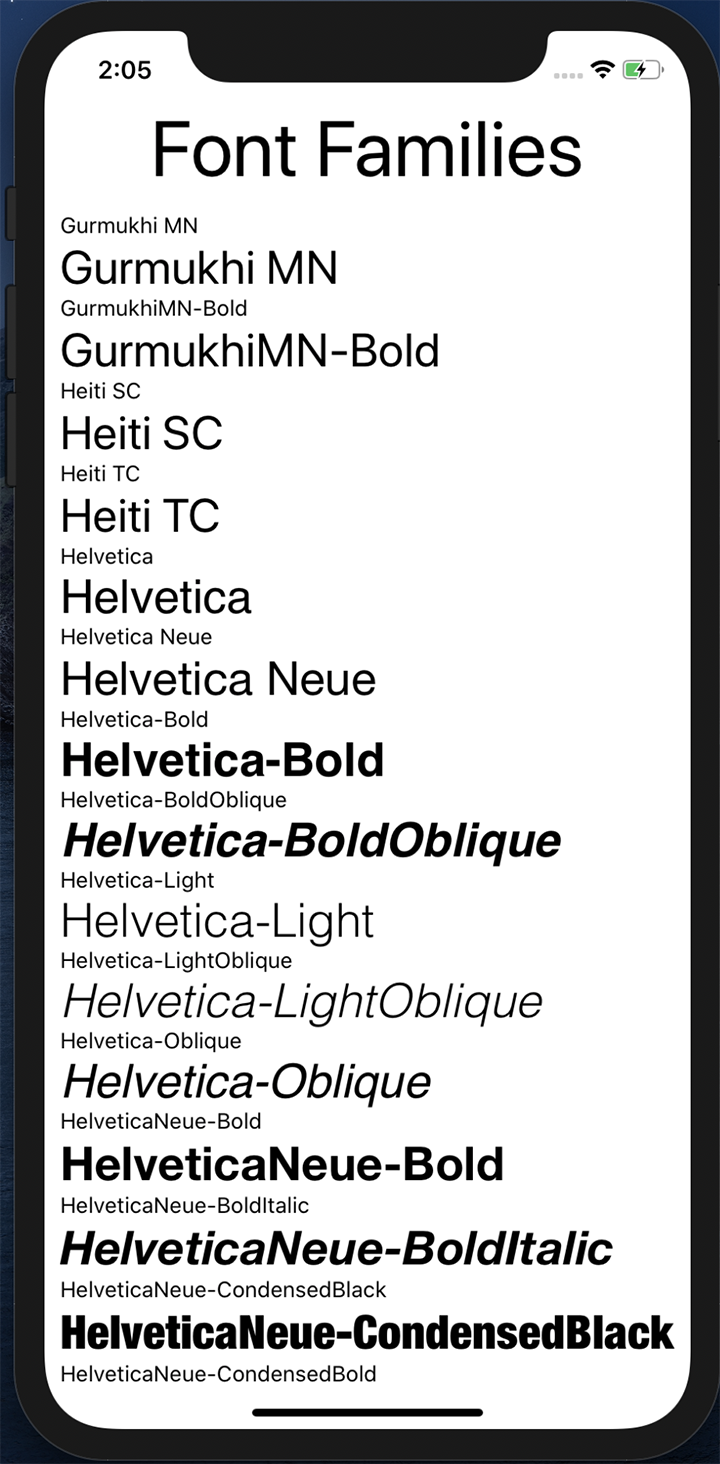 2:05
Font Families
Gurmukhi MN
Gurmukhi MN
GurmukhiMN-Bold
GurmukhiMN-Bold
Heiti SC
Heiti SC
Heiti TC
Heiti TC
Helvetica
Helvetica
Helvetica Neue
Helvetica Neue
Helvetica-Bold
Helvetica-Bold
Helvetica-BoldOblique
Helvetica-BoldOblique
Helvetica-Light
Helvetica-Light
Helvetica-LightOblique
Helvetica-LightOblique
Helvetica-Oblique
Helvetica-Oblique
HelveticaNeue-Bold
HelveticaNeue-Bold
HelveticaNeue-BoldItalic
HelveticaNeue-BoldItalic
HelveticaNeue-CondensedBlack
HelveticaNeue-CondensedBlack
HelveticaNeue-CondensedBold